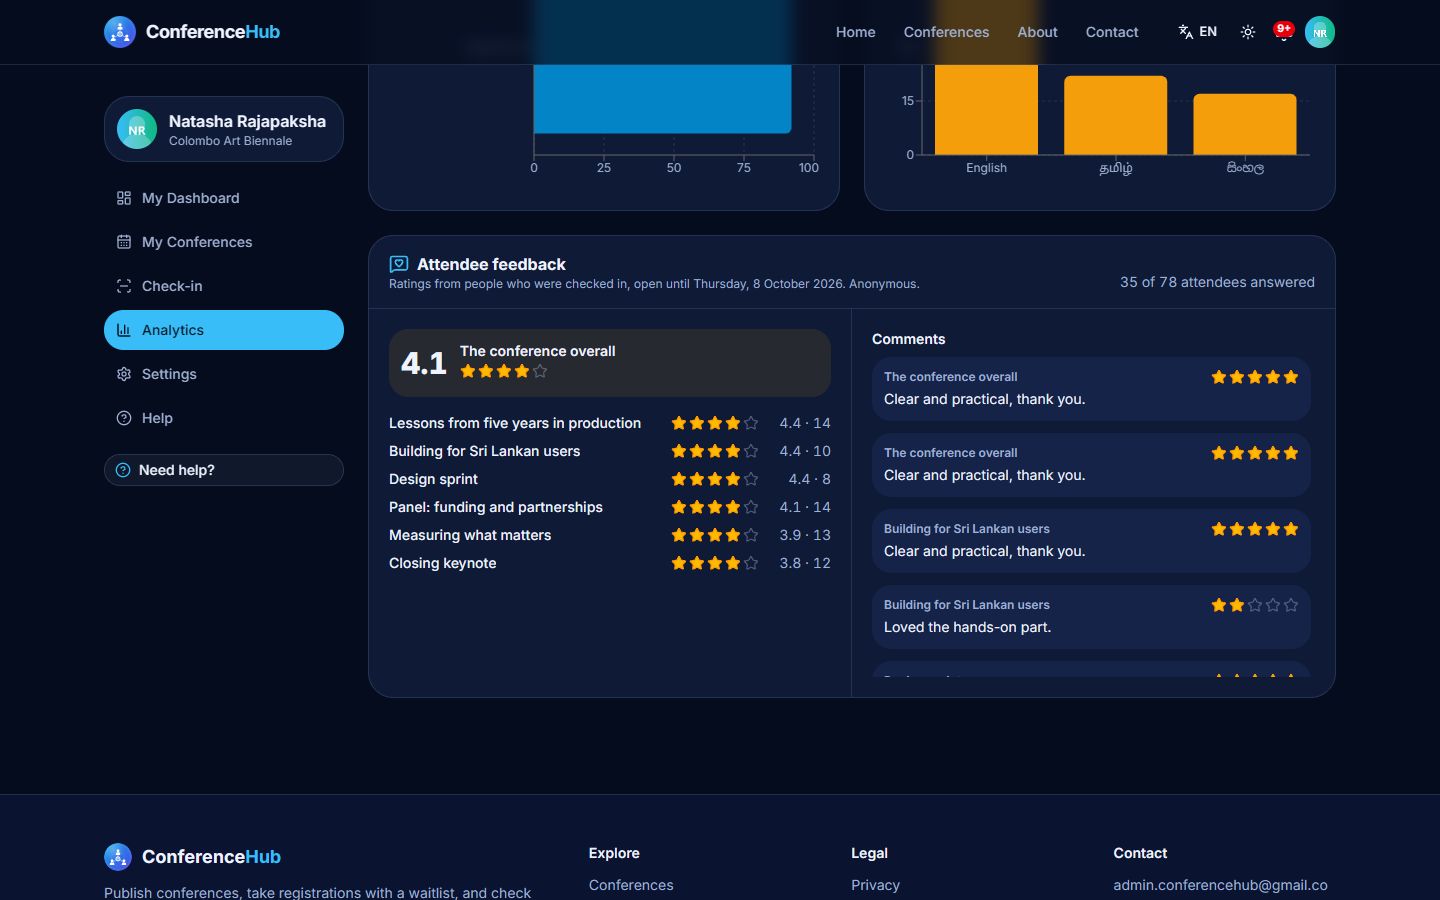 ConferenceHub
Home
Conferences
About
Contact
EN
9+
NR
NR
Natasha Rajapaksha
Colombo Art Biennale
My Dashboard
My Conferences
Check-in
Analytics
Settings
Help
Need help?
0
25
50
75
100
15
0
English
தமிழ்
සිංහල
Attendee feedback
Ratings from people who were checked in, open until Thursday, 8 October 2026. Anonymous.
35 of 78 attendees answered
4.1
The conference overall
Lessons from five years in production
4.4 · 14
Building for Sri Lankan users
4.4 · 10
Design sprint
4.4 · 8
Panel: funding and partnerships
4.1 · 14
Measuring what matters
3.9 · 13
Closing keynote
3.8 · 12
Comments
The conference overall
Clear and practical, thank you.
The conference overall
Clear and practical, thank you.
Building for Sri Lankan users
Clear and practical, thank you.
Building for Sri Lankan users
Loved the hands-on part.
ConferenceHub
Publish conferences, take registrations with a waitlist, and check
Explore
Conferences
Legal
Privacy
Contact
admin.conferencehub@gmail.co